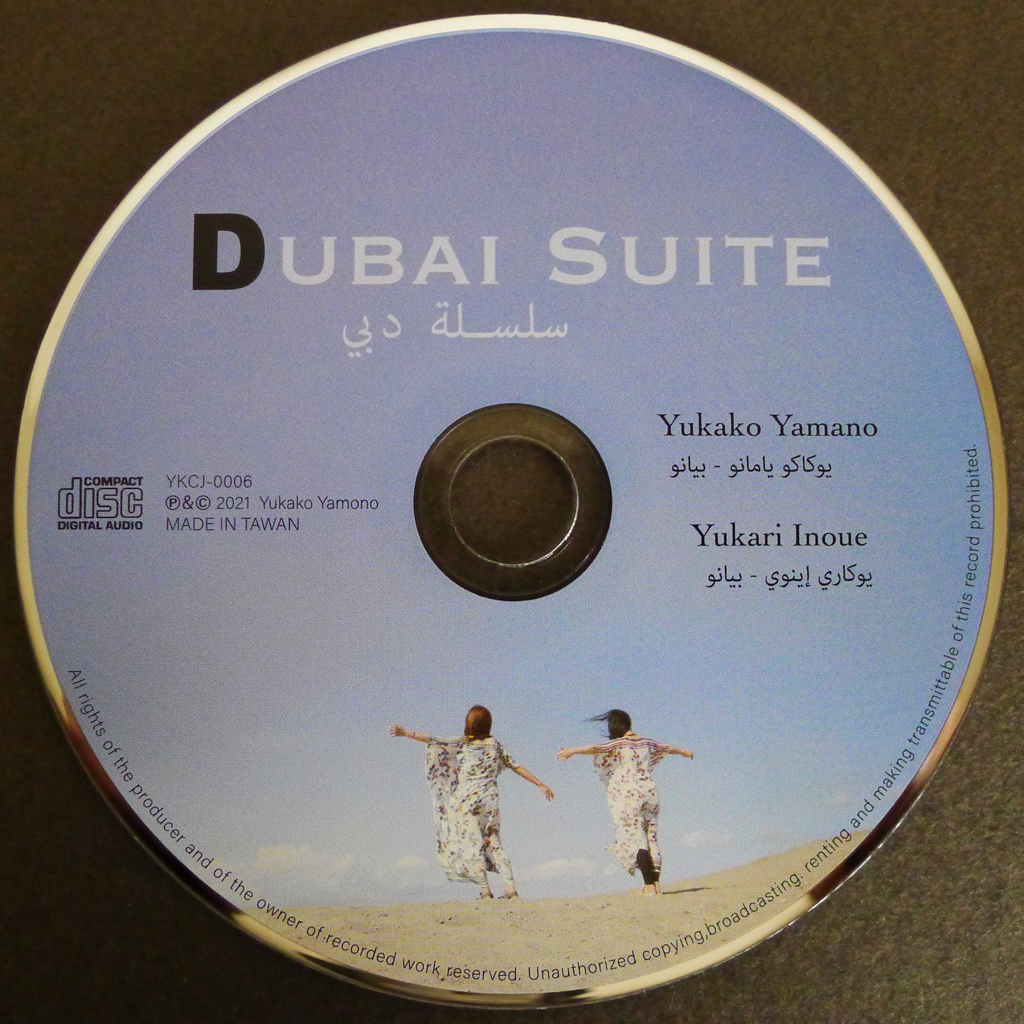 DUBAI SUITE
سلسلة دبي
Yukako Yamano
يوكاكو يامانو - بيانو
COMPACT
disc
DIGITAL AUDIO
YKCJ-0006
℗&© 2021 Yukako Yamono
MADE IN TAWAN
Yukari Inoue
يوكاري إينوي - بيانو
All rights of the producer and of the owner of recorded work reserved. Unauthorized copying,broadcasting, renting and making transmittable of this record prohibited.